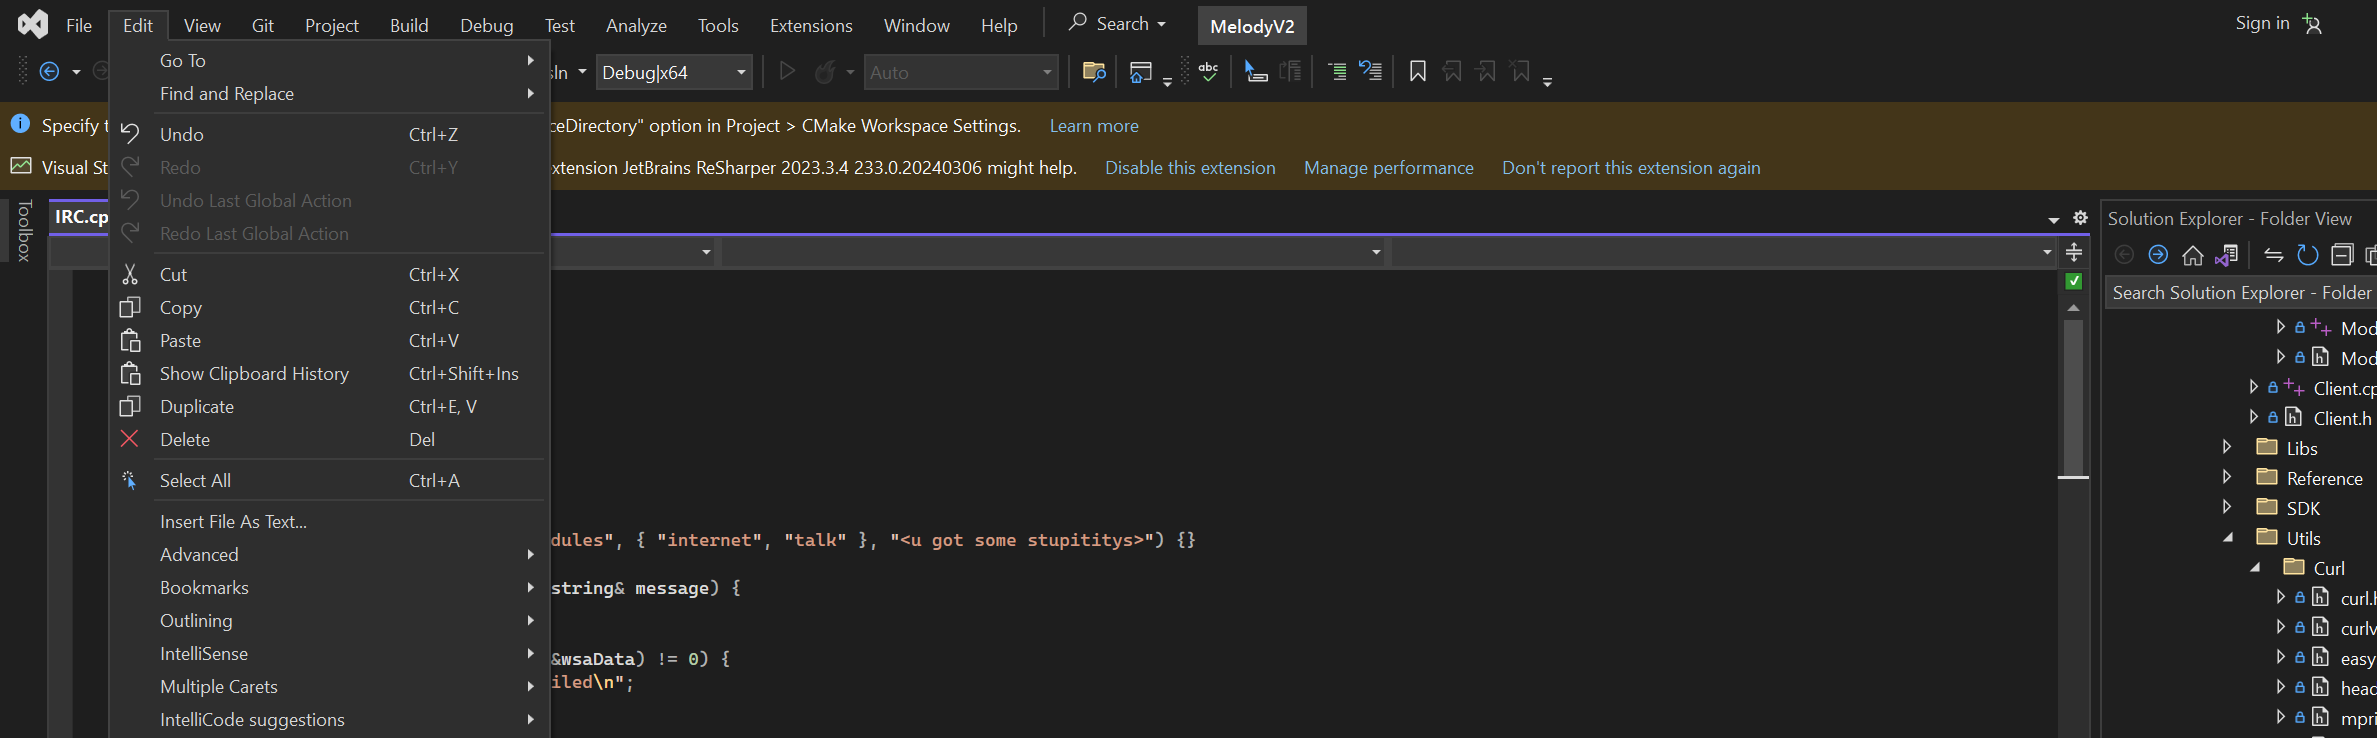 File Edit View Git Project Build Debug Test Analyze Tools Extensions Window Help Search MelodyV2 Sign in
Debug|x64 Auto
Specify "Directory" option in Project > CMake Workspace Settings. Learn more
Visual extension JetBrains ReSharper 2023.3.4 233.0.20240306 might help. Disable this extension Manage performance Don't report this extension again
Go To
Find and Replace
Undo Ctrl+Z
Redo Ctrl+Y
Undo Last Global Action
Redo Last Global Action
Cut Ctrl+X
Copy Ctrl+C
Paste Ctrl+V
Show Clipboard History Ctrl+Shift+Ins
Duplicate Ctrl+E, V
Delete Del
Select All Ctrl+A
Insert File As Text...
Advanced
Bookmarks
Outlining
IntelliSense
Multiple Carets
IntelliCode suggestions
Toolbox
IRC.cp
dules", { "internet", "talk" }, "<u got some stupititys>") {}
string& message) {
&wsaData) != 0) {
iled\n";
Solution Explorer - Folder View
Search Solution Explorer - Folder
Mod
Mod
Client.cp
Client.h
Libs
Reference
SDK
Utils
Curl
curl.h
curlv
easy
head
mpri